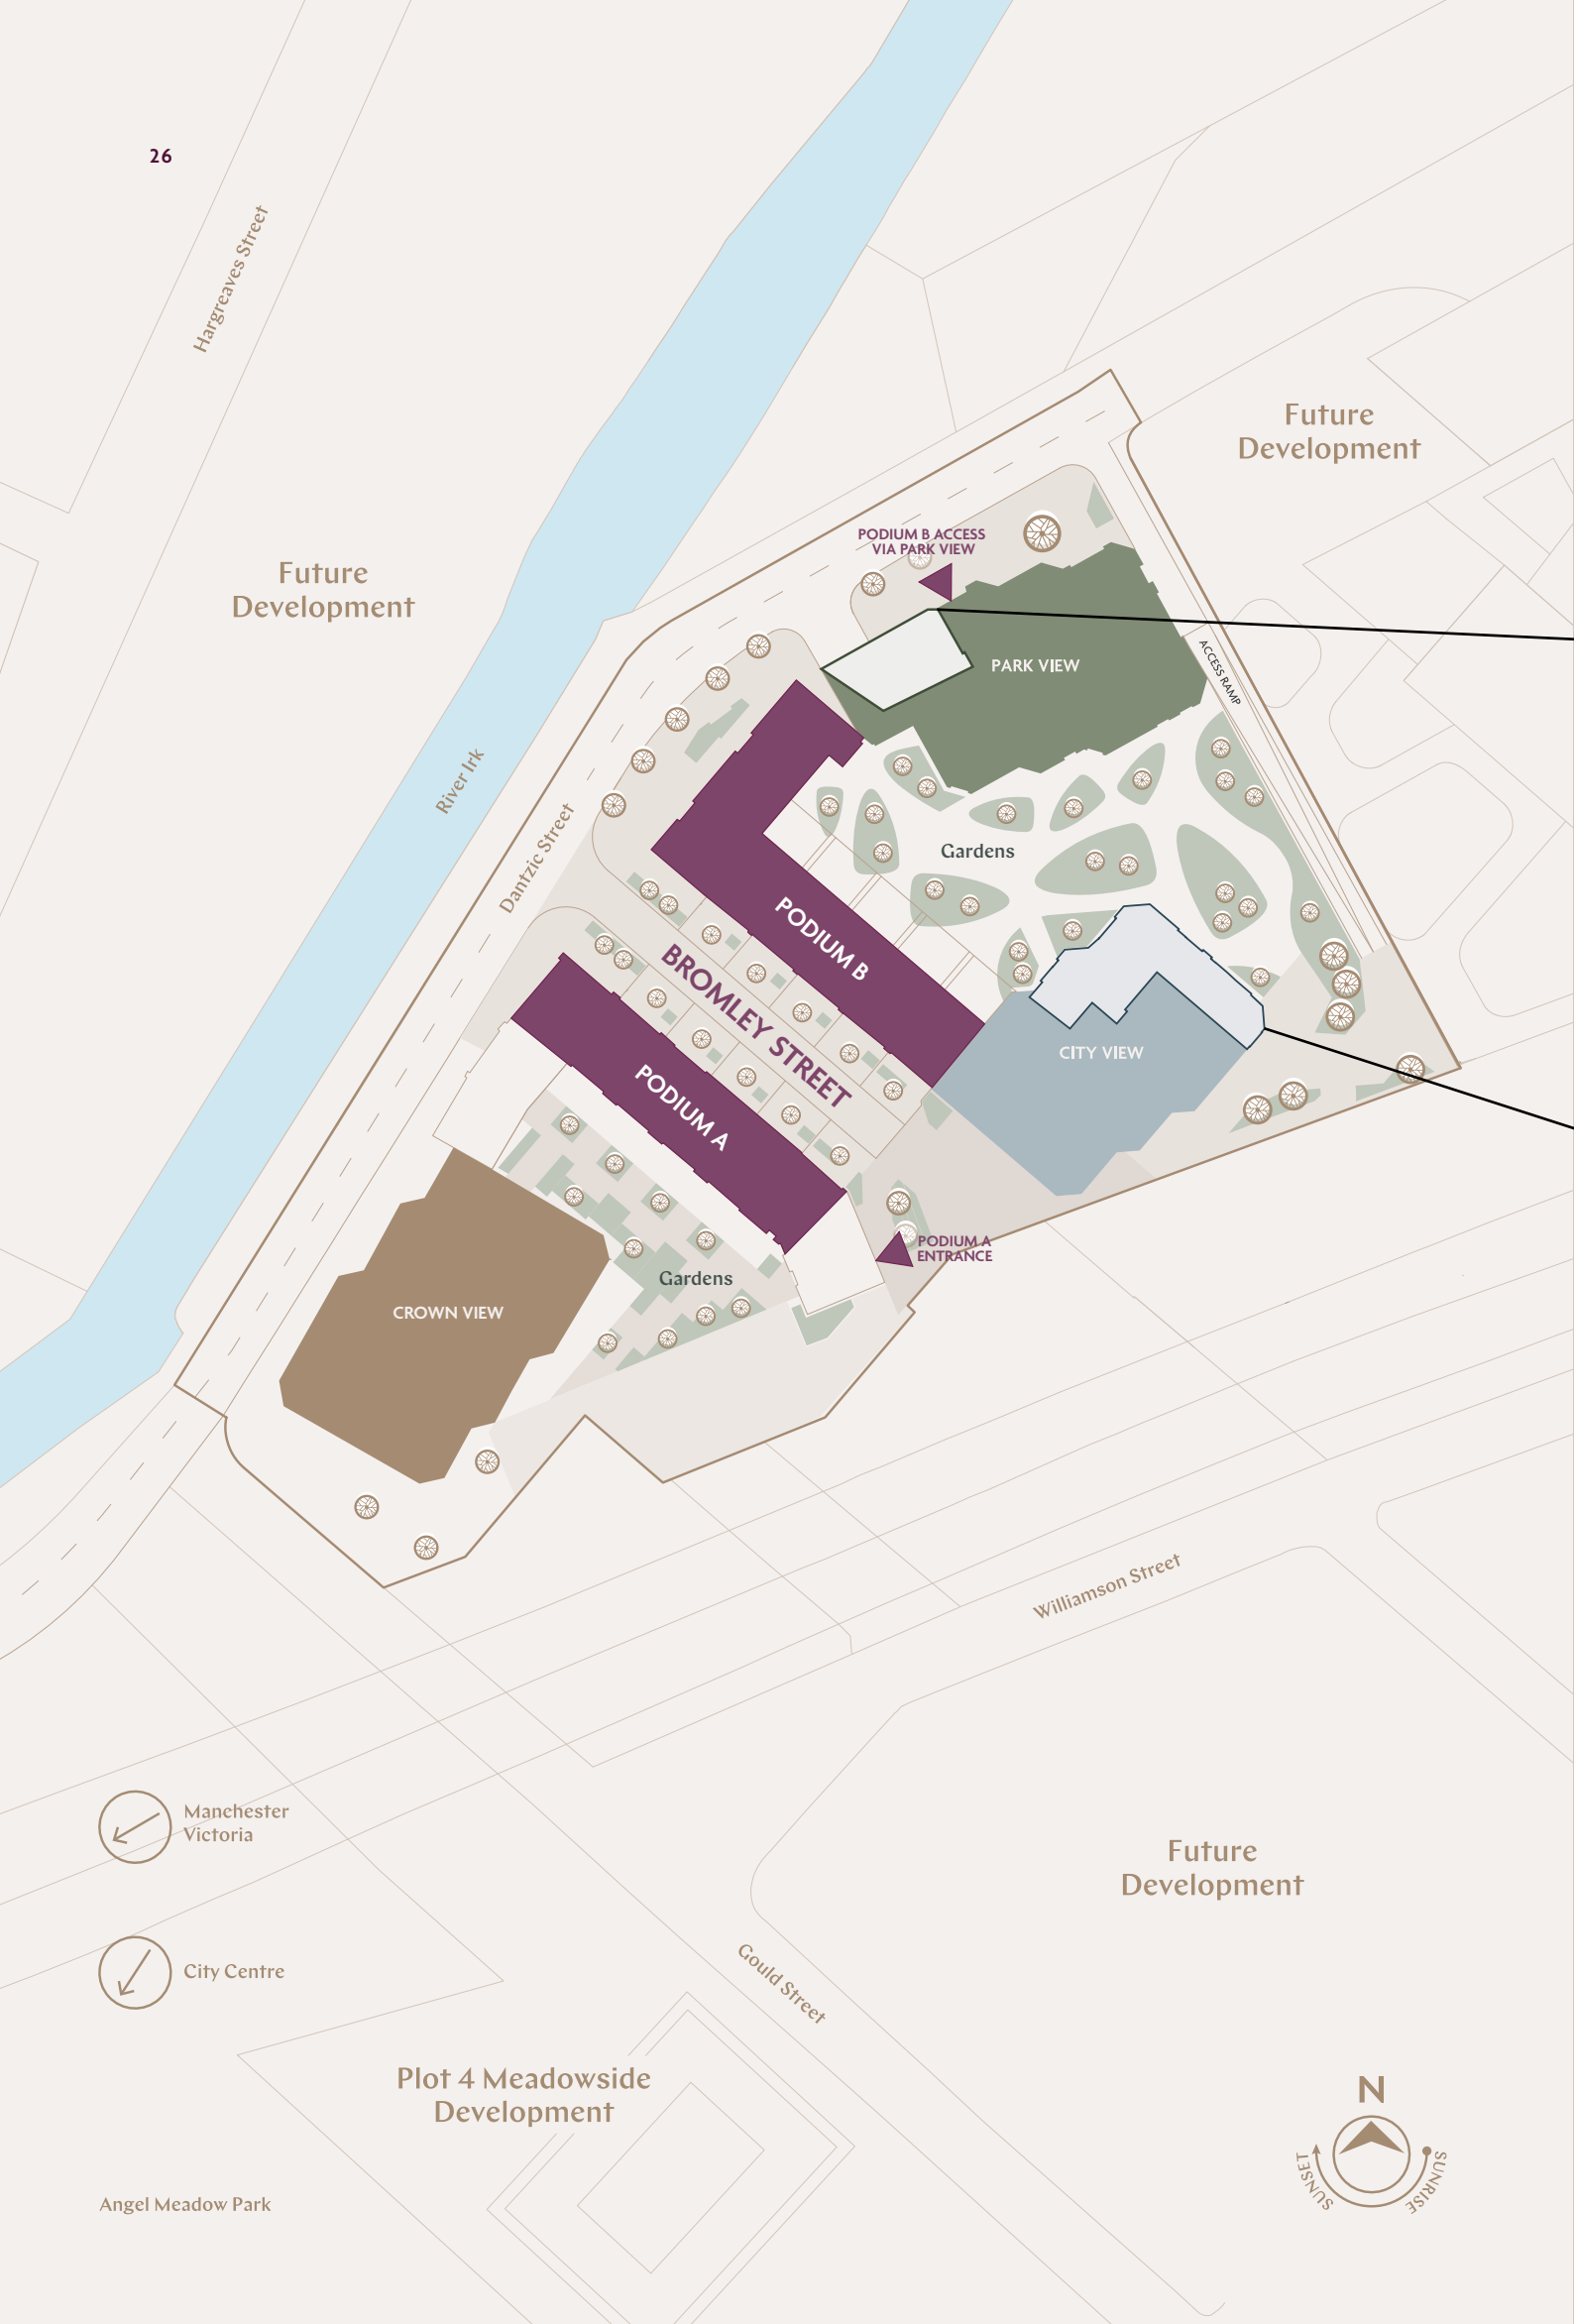 26
Hargreaves Street
Future
Development
Future
Development
PODIUM B ACCESS
VIA PARK VIEW
PARK VIEW
ACCESS RAMP
River Irk
Dantzic Street
Gardens
PODIUM B
BROMLEY STREET
CITY VIEW
PODIUM A
PODIUM A
ENTRANCE
Gardens
CROWN VIEW
Williamson Street
Manchester
Victoria
Future
Development
City Centre
Gould Street
Plot 4 Meadowside
Development
N
SUNSET
SUNRISE
Angel Meadow Park